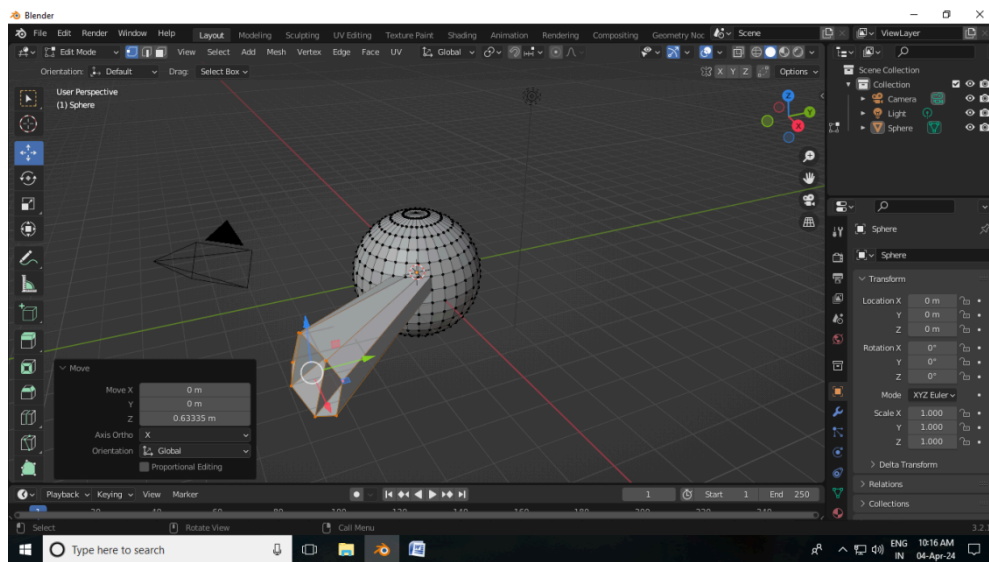 Blender
File Edit Render Window Help Layout Modeling Sculpting UV Editing Texture Paint Shading Animation Rendering Compositing Geometry Noc Scene ViewLayer
Edit Mode View Select Add Mesh Vertex Edge Face UV Global
Orientation: Default Drag: Select Box X Y Z Options
User Perspective
(1) Sphere
Z
Y
X
Scene Collection
Collection
Camera
Light
Sphere
Sphere
Sphere
Transform
Location X 0 m
Y 0 m
Z 0 m
Rotation X 0°
Y 0°
Z 0°
Mode XYZ Euler
Scale X 1.000
Y 1.000
Z 1.000
Delta Transform
Relations
Collections
Move
Move X 0 m
Y 0 m
Z 0.63335 m
Axis Ortho X
Orientation Global
Proportional Editing
Playback Keying View Marker 1 Start 1 End 250
Select Rotate View Call Menu 3.2.
Type here to search
ENG 10:16 AM
IN 04-Apr-24